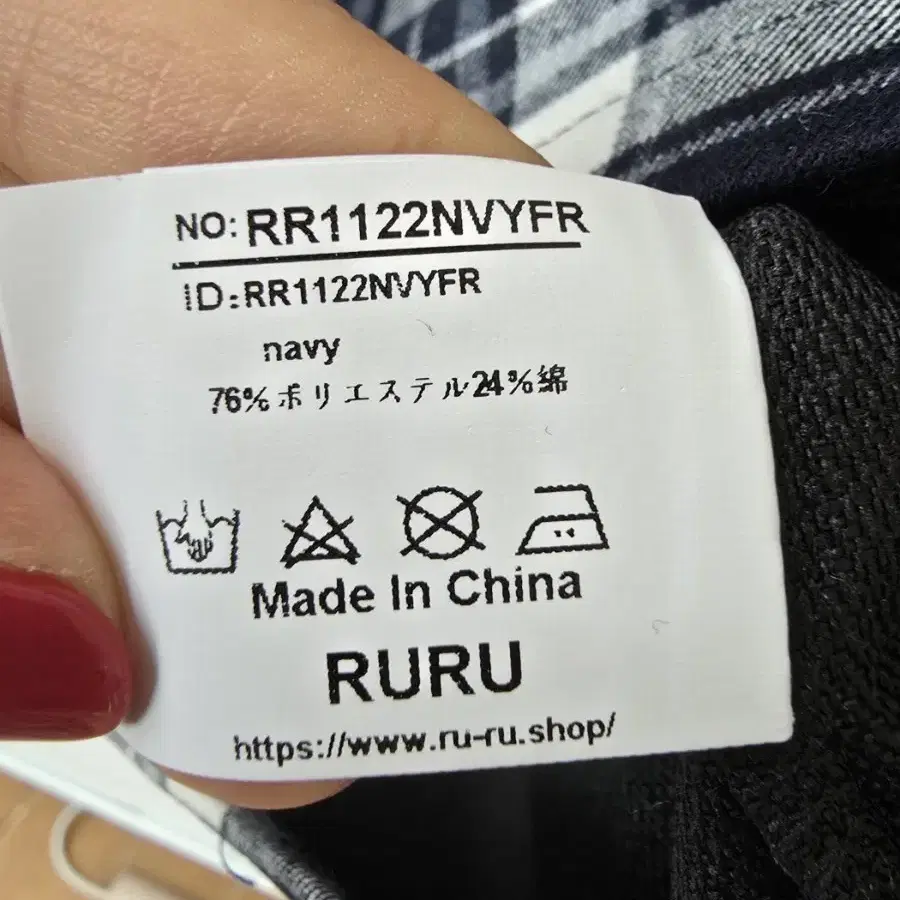 NO: RR1122NVYFR
ID:RR1122NVYFR
navy
76%ポリエステル24%綿
Made In China
RURU
https://www.ru-ru.shop/